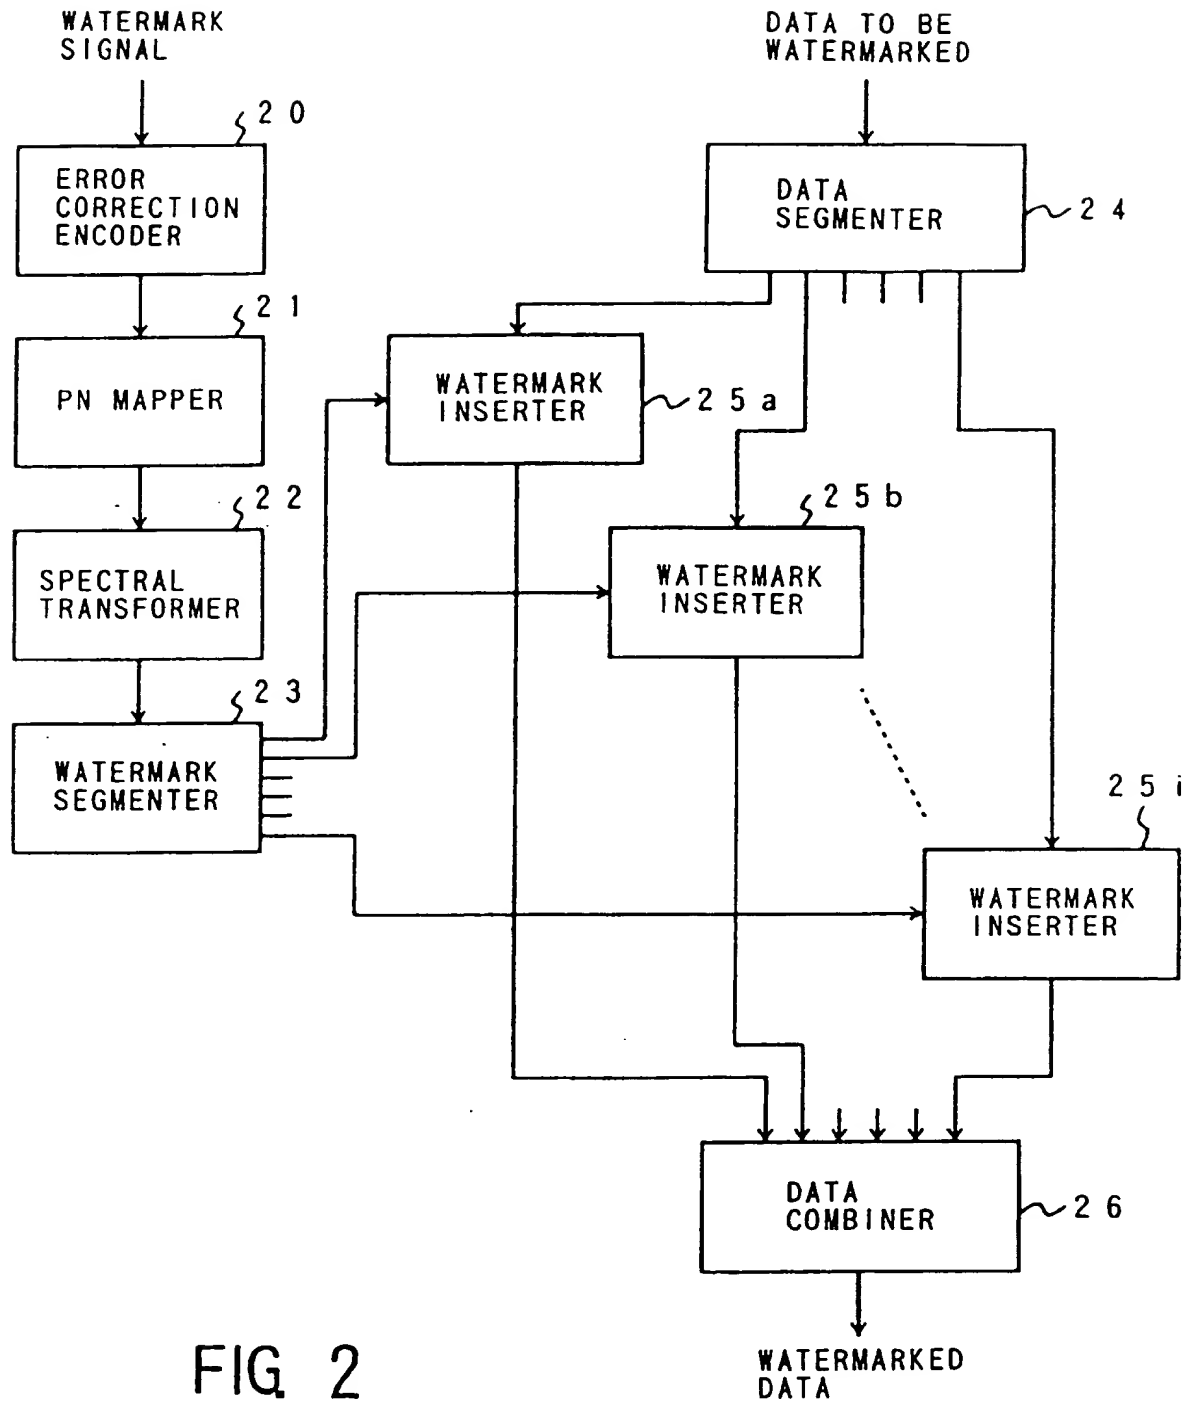 WATERMARK
SIGNAL
DATA TO BE
WATERMARKED
20
ERROR
CORRECTION
ENCODER
DATA
SEGMENTER
24
21
PN MAPPER
WATERMARK
INSERTER
25a
22
SPECTRAL
TRANSFORMER
25b
WATERMARK
INSERTER
23
WATERMARK
SEGMENTER
25i
WATERMARK
INSERTER
DATA
COMBINER
26
WATERMARKED
DATA
FIG. 2